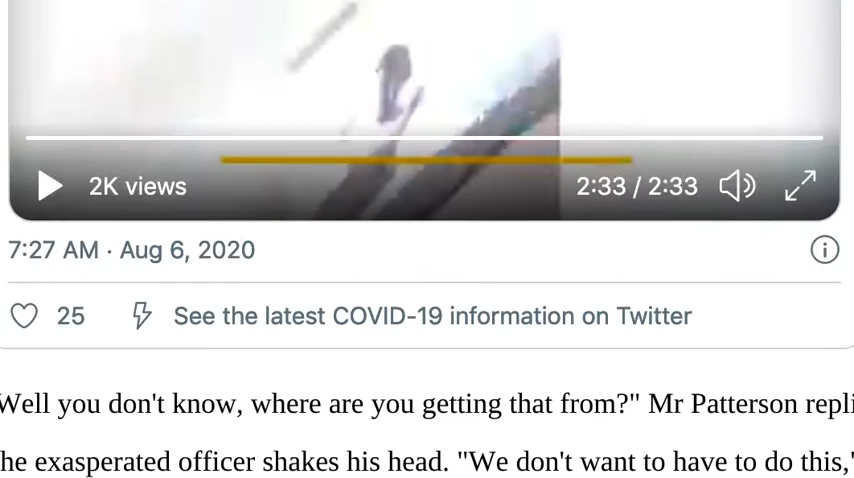 2K views
2:33 / 2:33
7:27 AM · Aug 6, 2020
25
See the latest COVID-19 information on Twitter
Well you don't know, where are you getting that from?" Mr Patterson repli
he exasperated officer shakes his head. "We don't want to have to do this,"